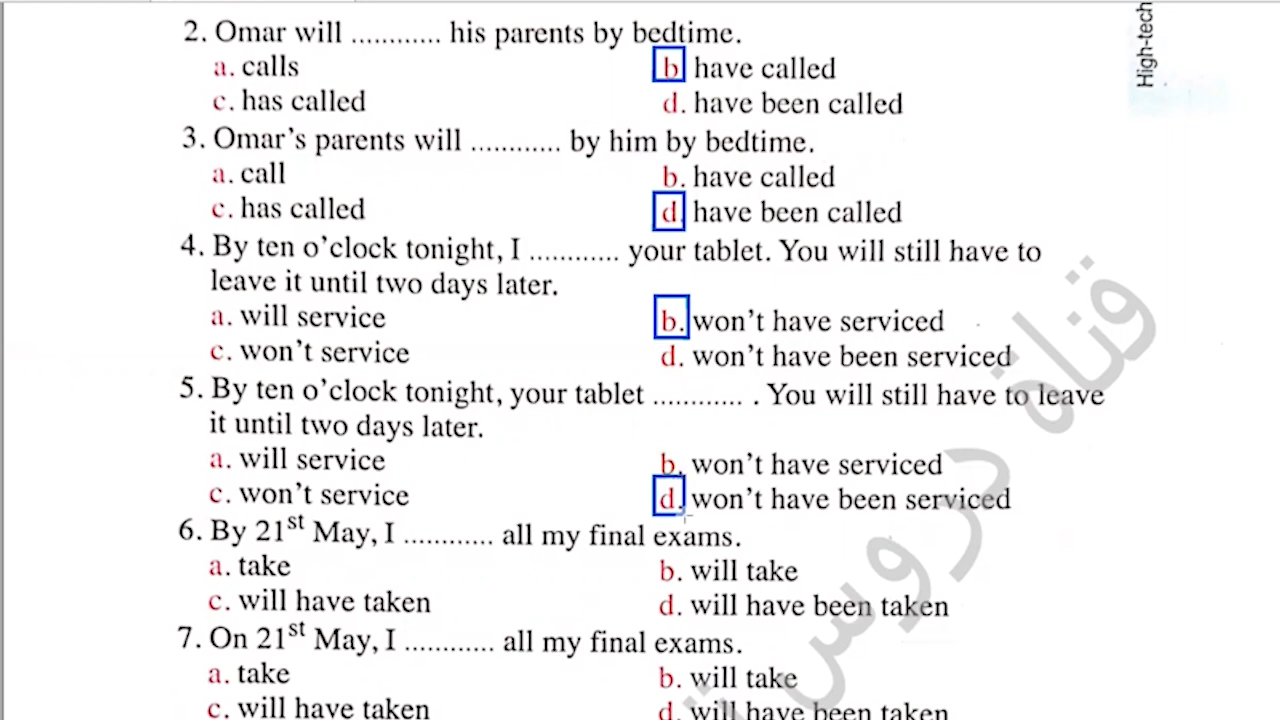 High-tech
2. Omar will ............ his parents by bedtime.
a. calls b. have called
c. has called d. have been called
3. Omar's parents will ............ by him by bedtime.
a. call b. have called
c. has called d. have been called
4. By ten o'clock tonight, I ............ your tablet. You will still have to
leave it until two days later.
a. will service b. won't have serviced
c. won't service d. won't have been serviced
5. By ten o'clock tonight, your tablet ............ . You will still have to leave
it until two days later.
a. will service b. won't have serviced
c. won't service d. won't have been serviced
6. By 21st May, I ............ all my final exams.
a. take b. will take
c. will have taken d. will have been taken
7. On 21st May, I ............ all my final exams.
a. take b. will take
c. will have taken d. will have been taken
قناة دروس